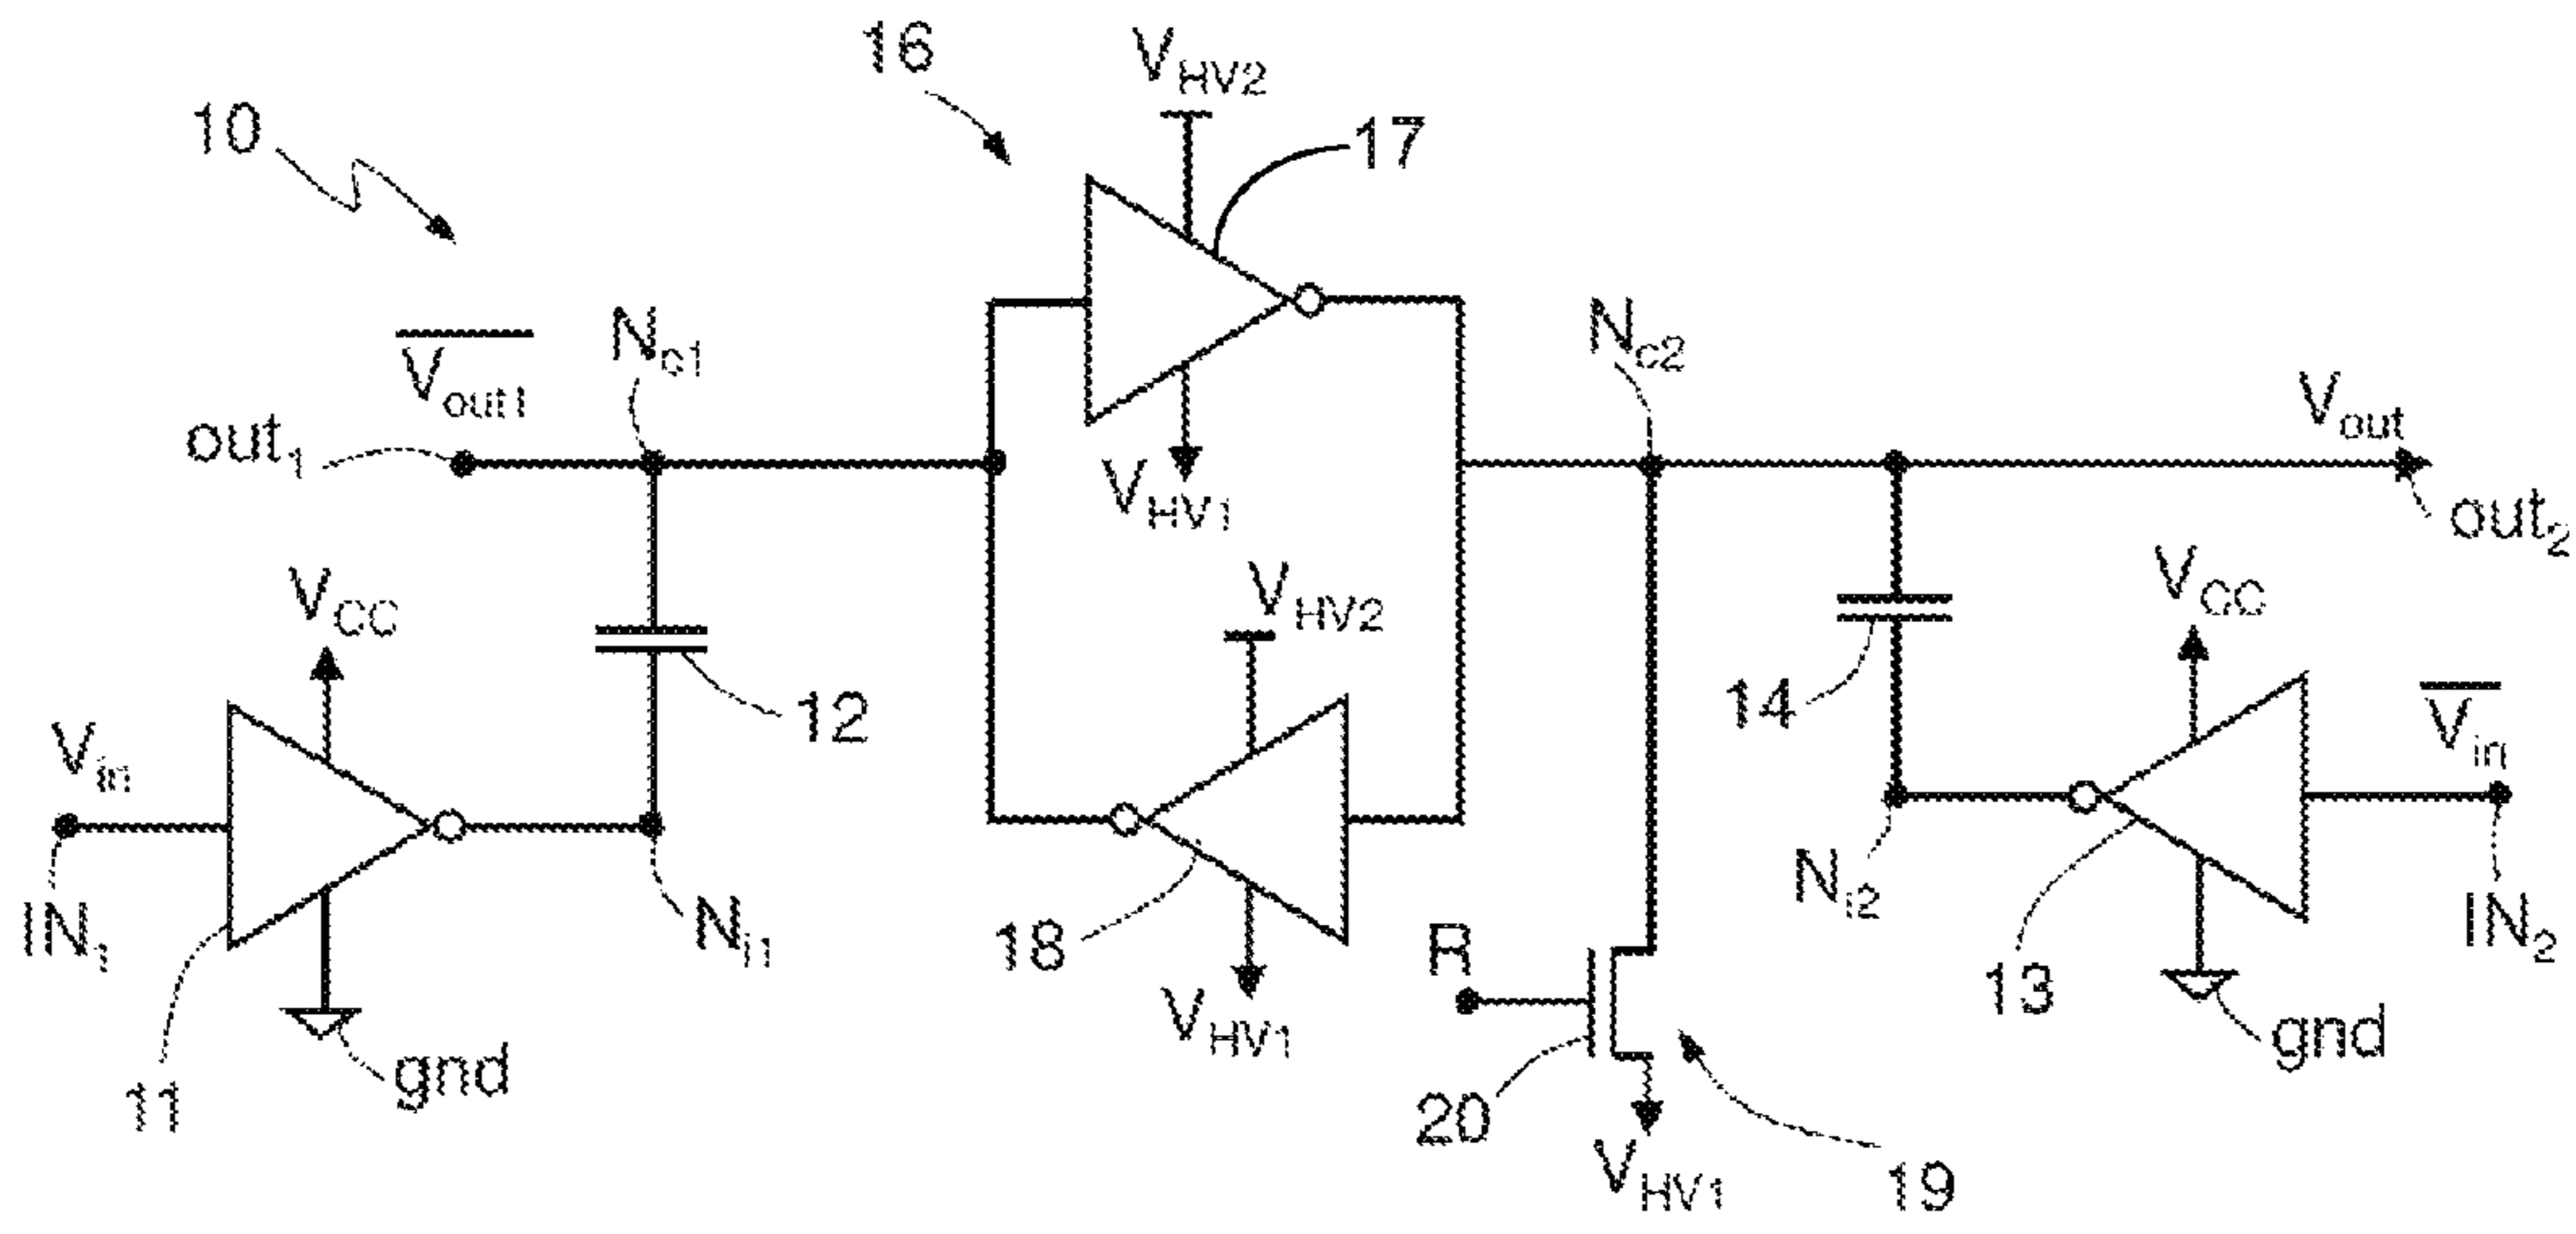 16
V_HV2
10
17
V̅_out1
N_c1
N_c2
V_out
out_1
V_HV1
out_2
V_CC
V_HV2
V_CC
12
14
V_in
V̅_in
IN_1
N_i1
18
R
N_i2
13
IN_2
V_HV1
gnd
gnd
11
20
V_HV1
19